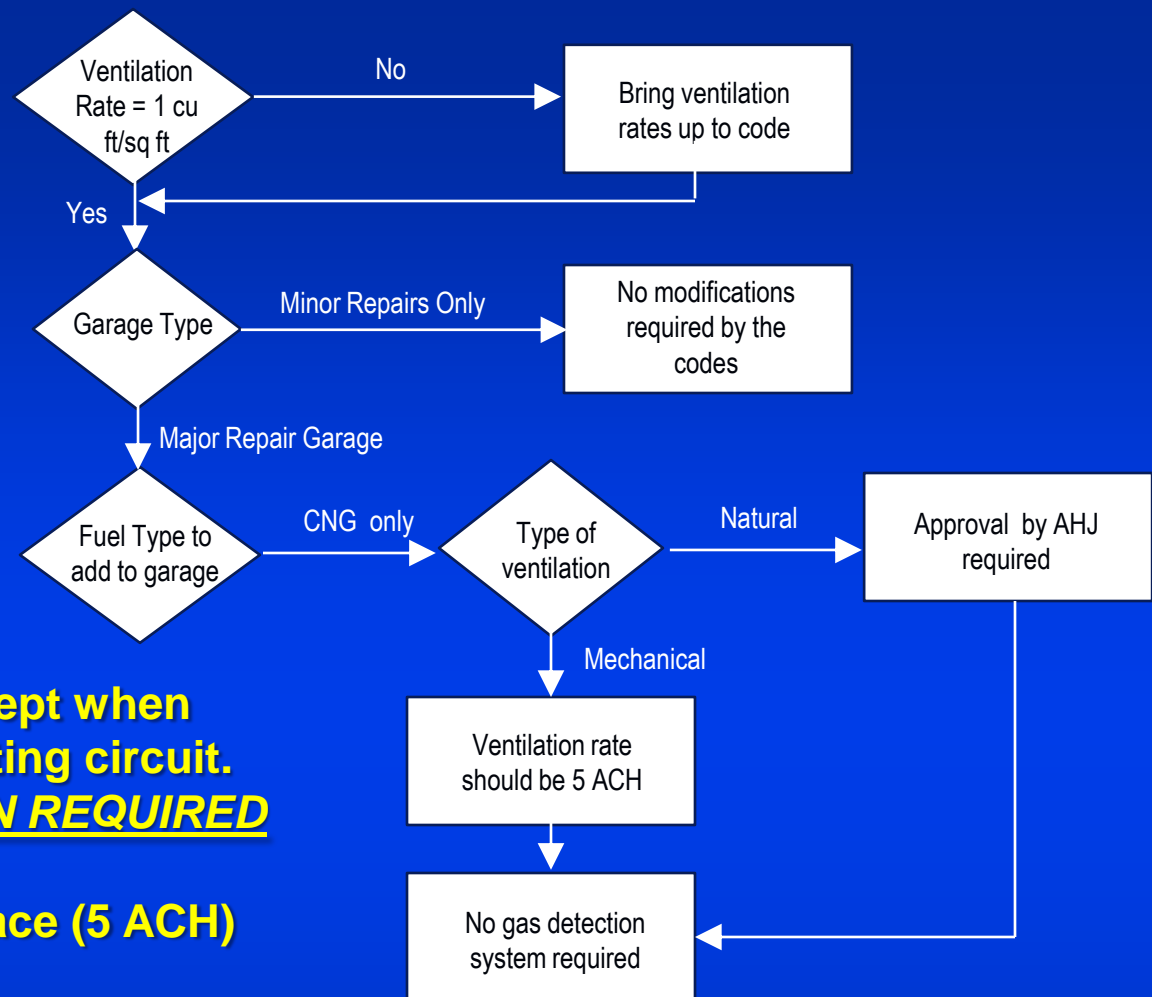 Ventilation
Rate = 1 cu
ft/sq ft
No
Bring ventilation
rates up to code
Yes
Garage Type
Minor Repairs Only
No modifications
required by the
codes
Major Repair Garage
Fuel Type to
add to garage
CNG only
Type of
ventilation
Natural
Approval by AHJ
required
Mechanical
Ventilation rate
should be 5 ACH
No gas detection
system required
when
circuit.
REQUIRED
(5 ACH)